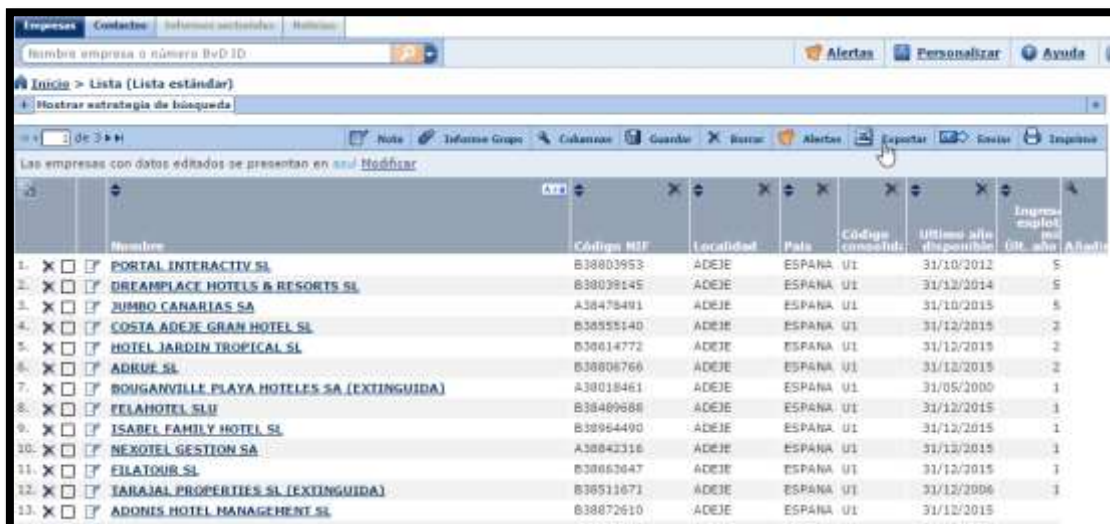 Empresas Contactos Informes sectoriales Noticias
Nombre empresa o número BvD ID
Alertas Personalizar Ayuda
Inicio > Lista (Lista estándar)
+ Mostrar estrategia de búsqueda
1 de 3
Nota Informe Grupo Columnas Guardar Borrar Alertas Exportar Enviar Imprimir
Las empresas con datos editados se presentan en azul Modificar
Nombre Código NIF Localidad País Código consolida Ultimo año disponible Ingresos explot Últ. año Añadir
1. PORTAL INTERACTIV SL B38803953 ADEJE ESPANA U1 31/10/2012 5
2. DREAMPLACE HOTELS & RESORTS SL B38039145 ADEJE ESPANA U1 31/12/2014 5
3. JUMBO CANARIAS SA A38478491 ADEJE ESPANA U1 31/10/2015 5
4. COSTA ADEJE GRAN HOTEL SL B38555140 ADEJE ESPANA U1 31/12/2015 2
5. HOTEL JARDIN TROPICAL SL B38614772 ADEJE ESPANA U1 31/12/2015 2
6. ADRUE SL B38806766 ADEJE ESPANA U1 31/12/2015 2
7. BOUGANVILLE PLAYA HOTELES SA (EXTINGUIDA) A38018461 ADEJE ESPANA U1 31/05/2000 1
8. FELAHOTEL SLU B38489688 ADEJE ESPANA U1 31/12/2015 1
9. ISABEL FAMILY HOTEL SL B38964490 ADEJE ESPANA U1 31/12/2015 1
10. NEXOTEL GESTION SA A38842316 ADEJE ESPANA U1 31/12/2015 1
11. FILATOUR SL B38663647 ADEJE ESPANA U1 31/12/2015 1
12. TARAJAL PROPERTIES SL (EXTINGUIDA) B38511671 ADEJE ESPANA U1 31/12/2006 1
13. ADONIS HOTEL MANAGEMENT SL B38872610 ADEJE ESPANA U1 31/12/2015